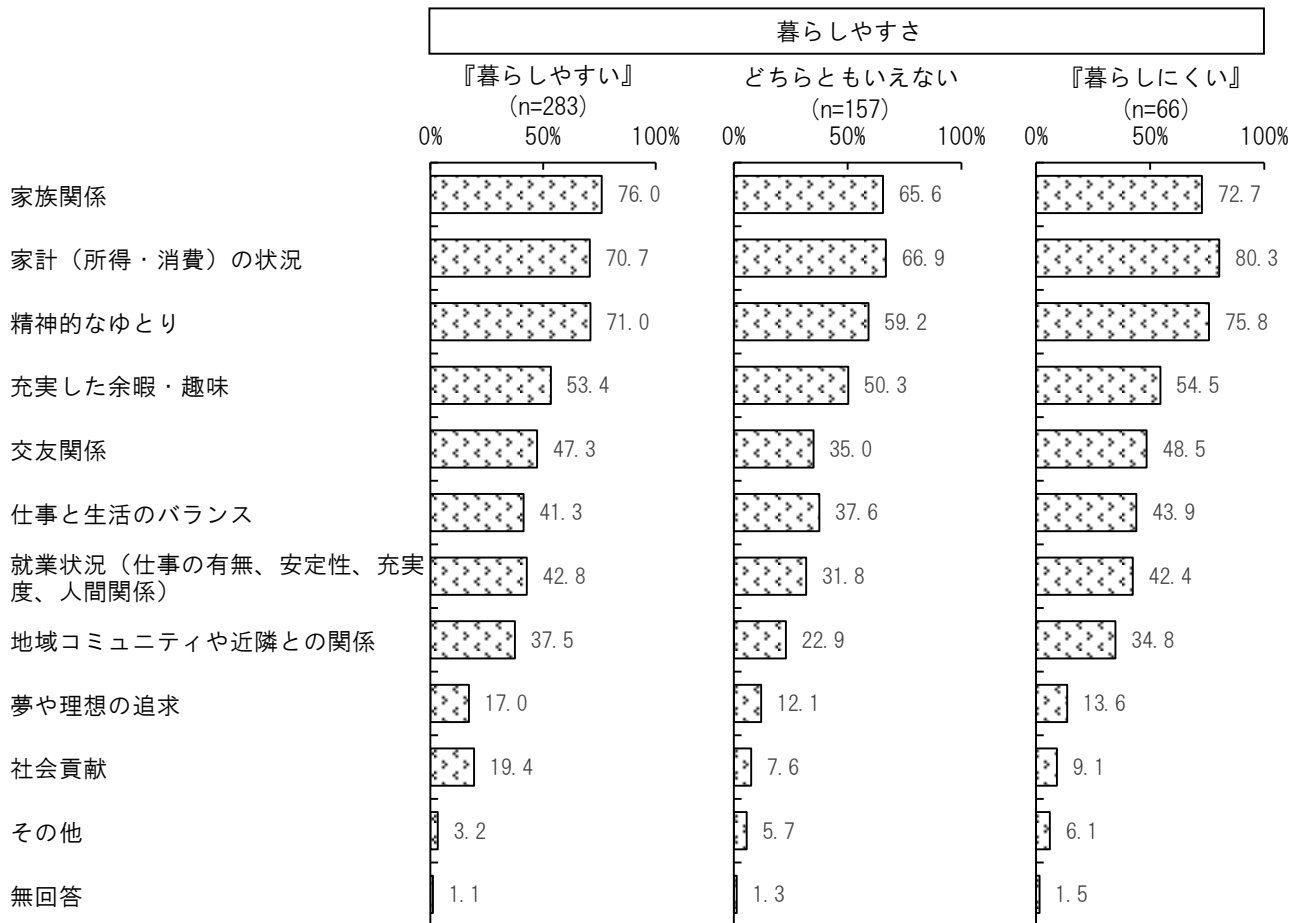 暮らしやすさ
『暮らしやすい』 どちらともいえない 『暮らしにくい』
(n=283) (n=157) (n=66)
0% 50% 100% 0% 50% 100% 0% 50% 100%
家族関係 76.0 65.6 72.7
家計（所得・消費）の状況 70.7 66.9 80.3
精神的なゆとり 71.0 59.2 75.8
充実した余暇・趣味 53.4 50.3 54.5
交友関係 47.3 35.0 48.5
仕事と生活のバランス 41.3 37.6 43.9
就業状況（仕事の有無、安定性、充実
度、人間関係） 42.8 31.8 42.4
地域コミュニティや近隣との関係 37.5 22.9 34.8
夢や理想の追求 17.0 12.1 13.6
社会貢献 19.4 7.6 9.1
その他 3.2 5.7 6.1
無回答 1.1 1.3 1.5